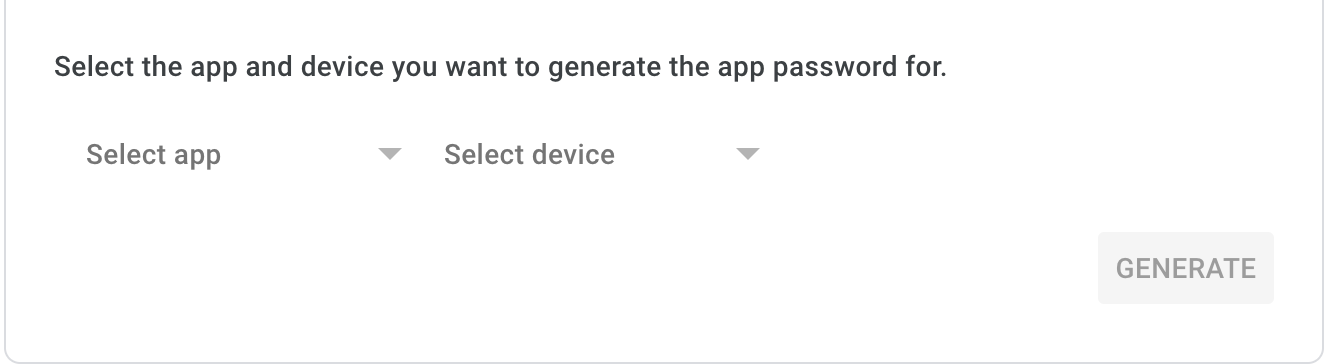 Select the app and device you want to generate the app password for.
Select app Select device
GENERATE